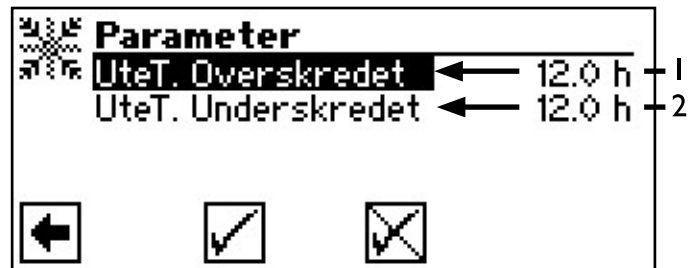 Parameter
UteT. Overskredet 12.0 h 1
UteT. Underskredet 12.0 h 2